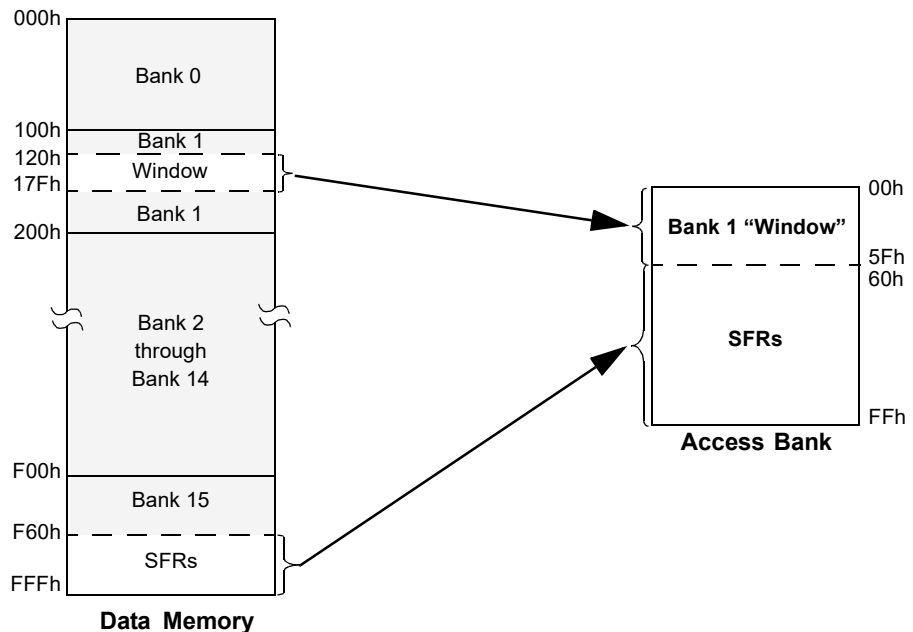 000h
Bank 0
100h
Bank 1
120h
Window
17Fh
Bank 1
200h
Bank 2
through
Bank 14
F00h
Bank 15
F60h
SFRs
FFFh
Data Memory
00h
Bank 1 “Window”
5Fh
60h
SFRs
FFh
Access Bank